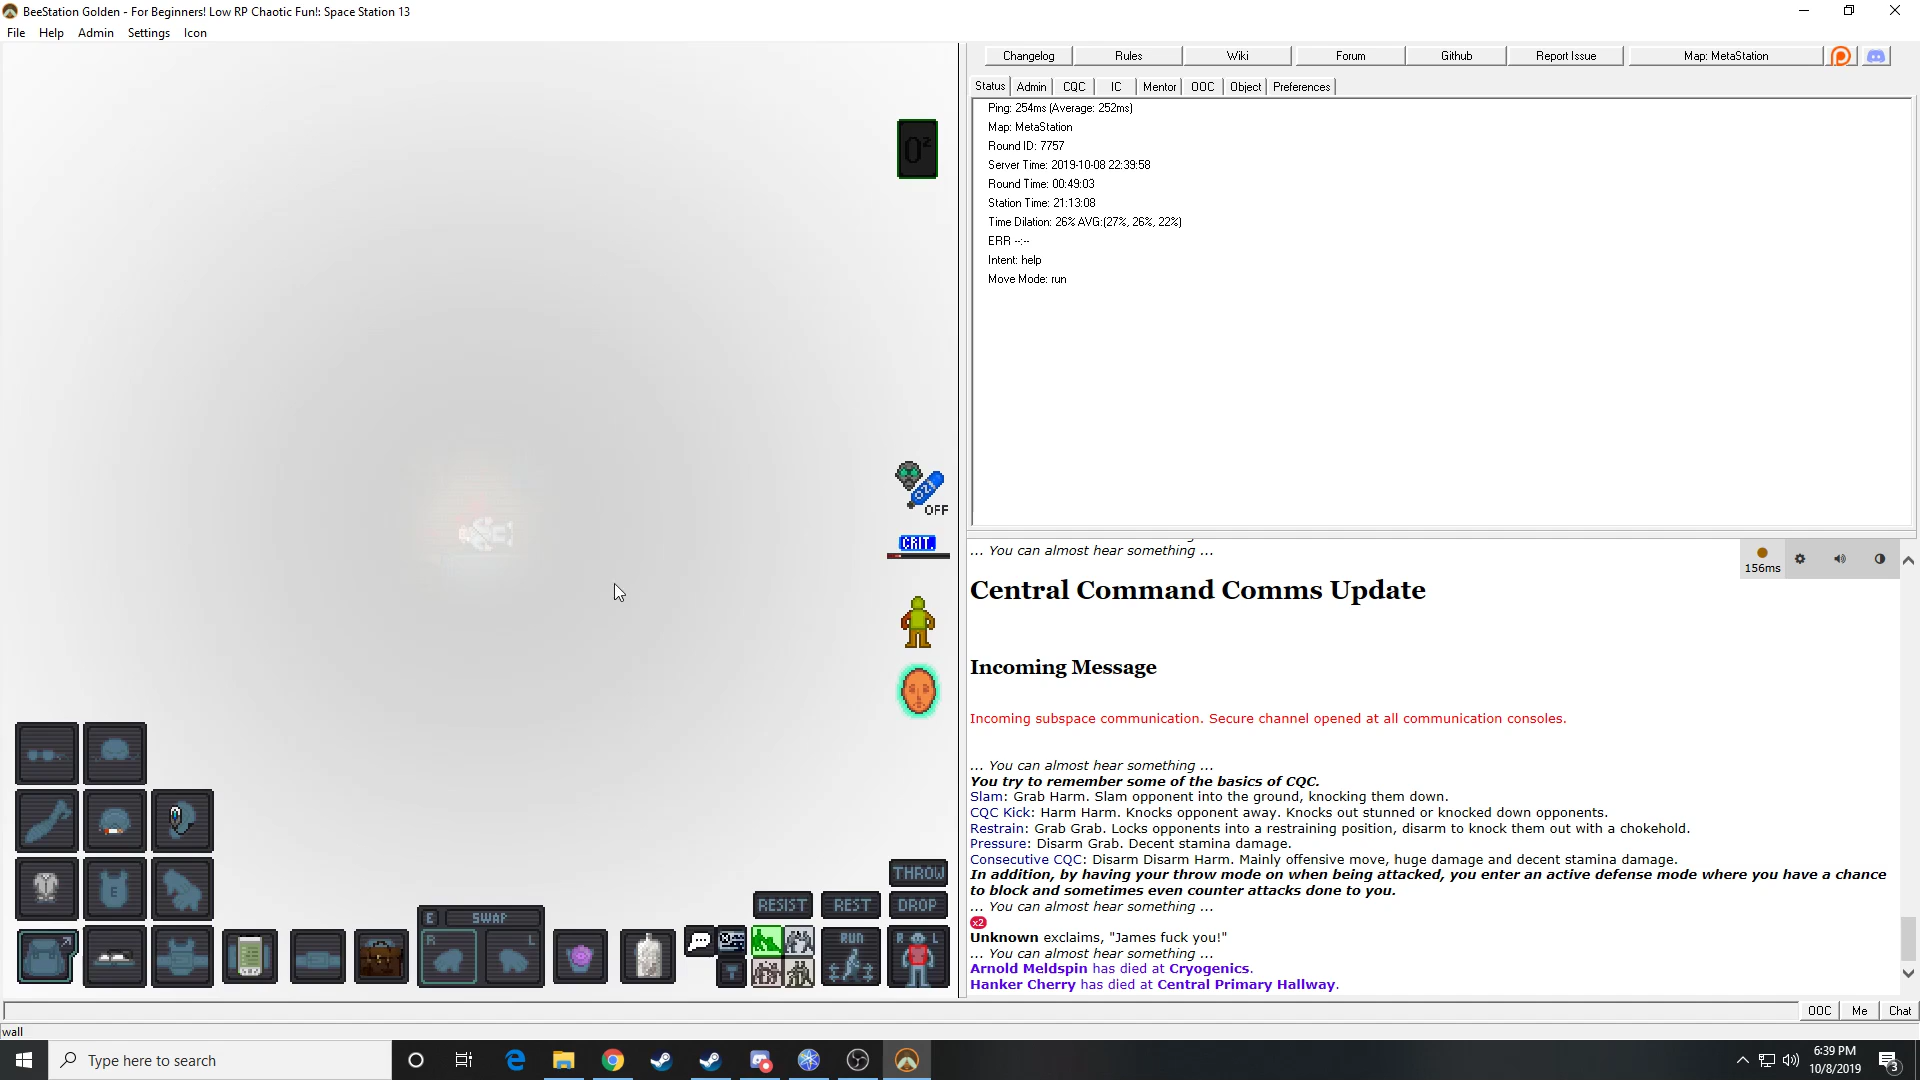 BeeStation Golden - For Beginners! Low RP Chaotic Fun!: Space Station 13
File Help Admin Settings Icon
Changelog Rules Wiki Forum Github Report Issue Map: MetaStation
Status Admin CQC IC Mentor OOC Object Preferences
Ping: 254ms (Average: 252ms)
Map: MetaStation
Round ID: 7757
Server Time: 2019-10-08 22:39:58
Round Time: 00:49:03
Station Time: 21:13:08
Time Dilation: 26% AVG:(27%, 26%, 22%)
ERR --:--
Intent: help
Move Mode: run
O2
OFF
CRIT.
THROW
RESIST REST DROP
E SWAP
R L
RUN
R L
E
156ms
... You can almost hear something ...
Central Command Comms Update
Incoming Message
Incoming subspace communication. Secure channel opened at all communication consoles.
... You can almost hear something ...
You try to remember some of the basics of CQC.
Slam: Grab Harm. Slam opponent into the ground, knocking them down.
CQC Kick: Harm Harm. Knocks opponent away. Knocks out stunned or knocked down opponents.
Restrain: Grab Grab. Locks opponents into a restraining position, disarm to knock them out with a chokehold.
Pressure: Disarm Grab. Decent stamina damage.
Consecutive CQC: Disarm Disarm Harm. Mainly offensive move, huge damage and decent stamina damage.
In addition, by having your throw mode on when being attacked, you enter an active defense mode where you have a chance
to block and sometimes even counter attacks done to you.
... You can almost hear something ...
x2
Unknown exclaims, "James fuck you!"
... You can almost hear something ...
Arnold Meldspin has died at Cryogenics.
Hanker Cherry has died at Central Primary Hallway.
OOC Me Chat
wall
Type here to search
6:39 PM
10/8/2019
3